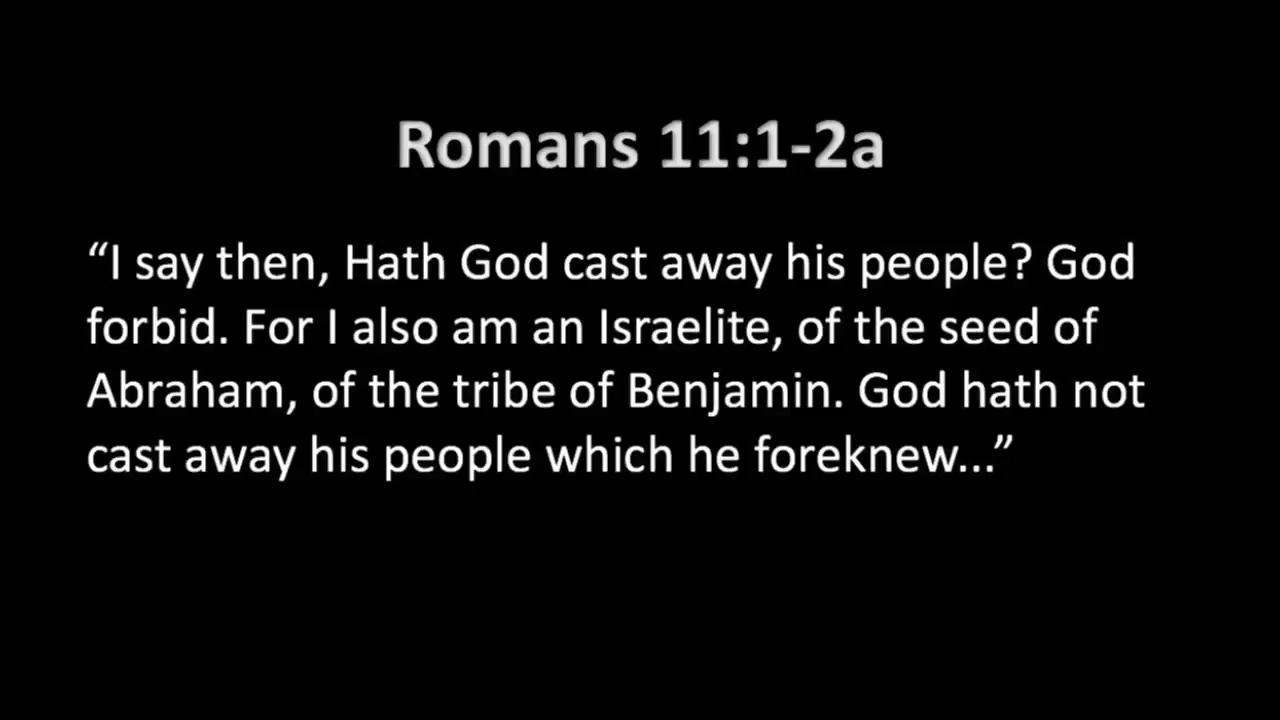 Romans 11:1-2a
“I say then, Hath God cast away his people? God
forbid. For I also am an Israelite, of the seed of
Abraham, of the tribe of Benjamin. God hath not
cast away his people which he foreknew...”